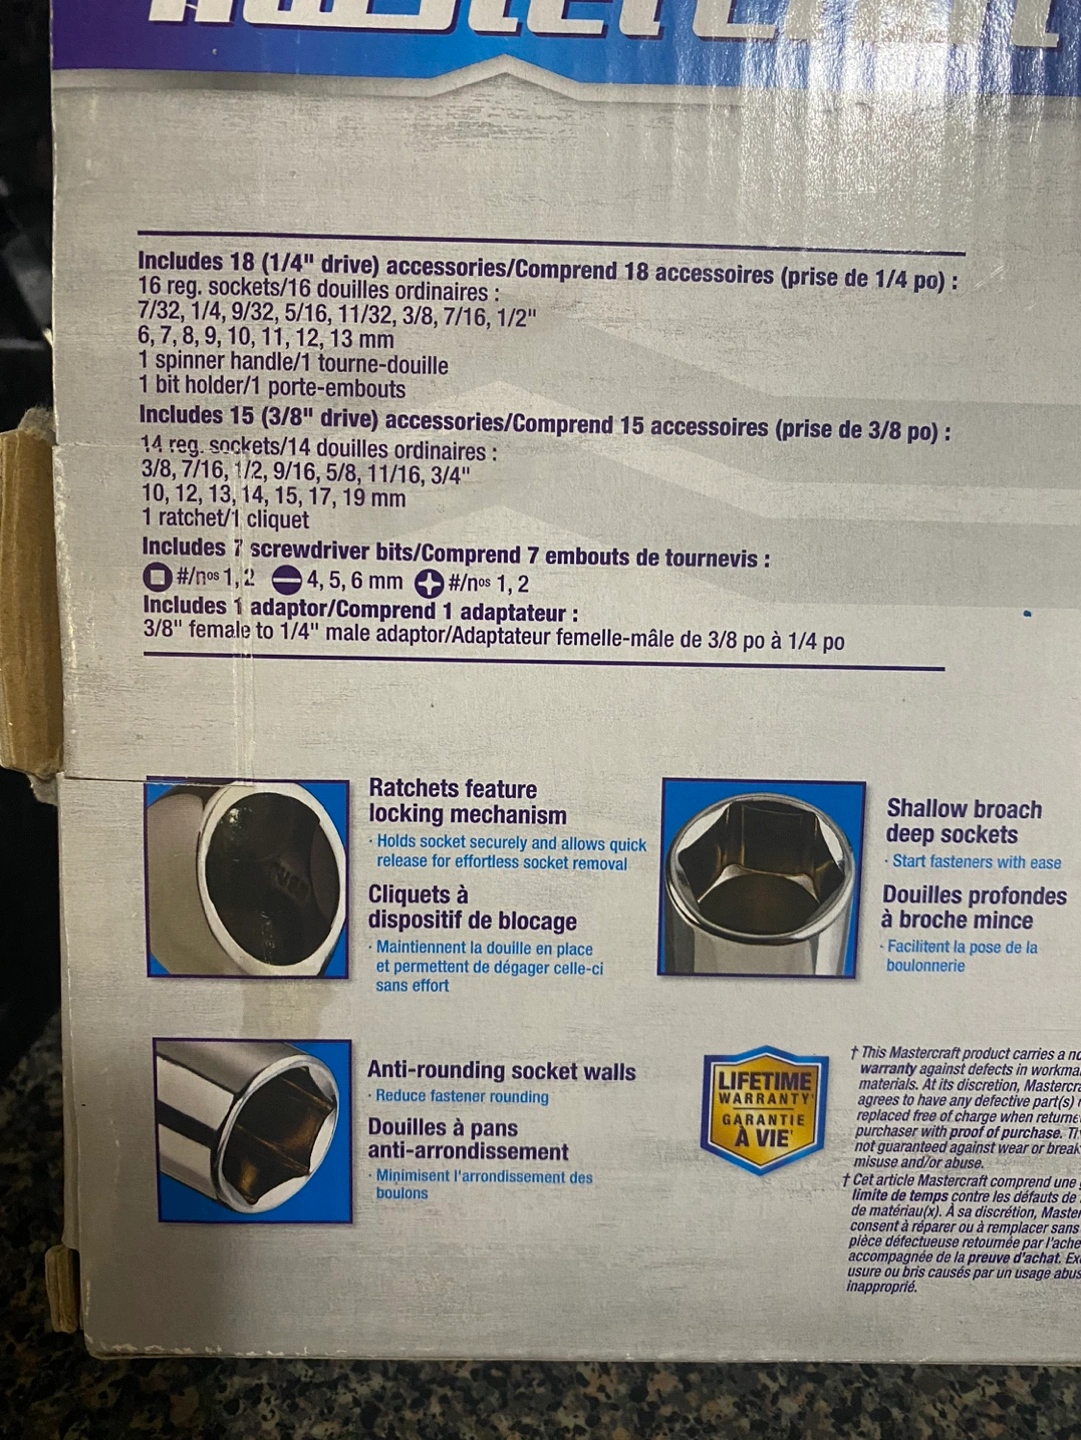 Mastercraft
Includes 18 (1/4" drive) accessories/Comprend 18 accessoires (prise de 1/4 po) :
16 reg. sockets/16 douilles ordinaires :
7/32, 1/4, 9/32, 5/16, 11/32, 3/8, 7/16, 1/2"
6, 7, 8, 9, 10, 11, 12, 13 mm
1 spinner handle/1 tourne-douille
1 bit holder/1 porte-embouts
Includes 15 (3/8" drive) accessories/Comprend 15 accessoires (prise de 3/8 po) :
14 reg. sockets/14 douilles ordinaires :
3/8, 7/16, 1/2, 9/16, 5/8, 11/16, 3/4"
10, 12, 13, 14, 15, 17, 19 mm
1 ratchet/1 cliquet
Includes 7 screwdriver bits/Comprend 7 embouts de tournevis :
#/nos 1, 2 4, 5, 6 mm #/nos 1, 2
Includes 1 adaptor/Comprend 1 adaptateur :
3/8" female to 1/4" male adaptor/Adaptateur femelle-mâle de 3/8 po à 1/4 po
Ratchets feature
locking mechanism
· Holds socket securely and allows quick
release for effortless socket removal
Cliquets à
dispositif de blocage
· Maintiennent la douille en place
et permettent de dégager celle-ci
sans effort
Shallow broach
deep sockets
· Start fasteners with ease
Douilles profondes
à broche mince
· Facilitent la pose de la
boulonnerie
Anti-rounding socket walls
· Reduce fastener rounding
Douilles à pans
anti-arrondissement
· Minimisent l'arrondissement des
boulons
LIFETIME
WARRANTY†
GARANTIE
À VIE†
† This Mastercraft product carries a
warranty against defects in
materials. At its discretion,
agrees to have any defective part(s)
replaced free of charge when
purchaser with proof of purchase.
not guaranteed against wear or
misuse and/or abuse.
† Cet article Mastercraft comprend une
limite de temps contre les défauts de
de matériau(x). À sa discrétion,
consent à réparer ou à remplacer sans
pièce défectueuse retournée par
accompagnée de la preuve d'achat.
usure ou bris causés par un usage
inapproprié.